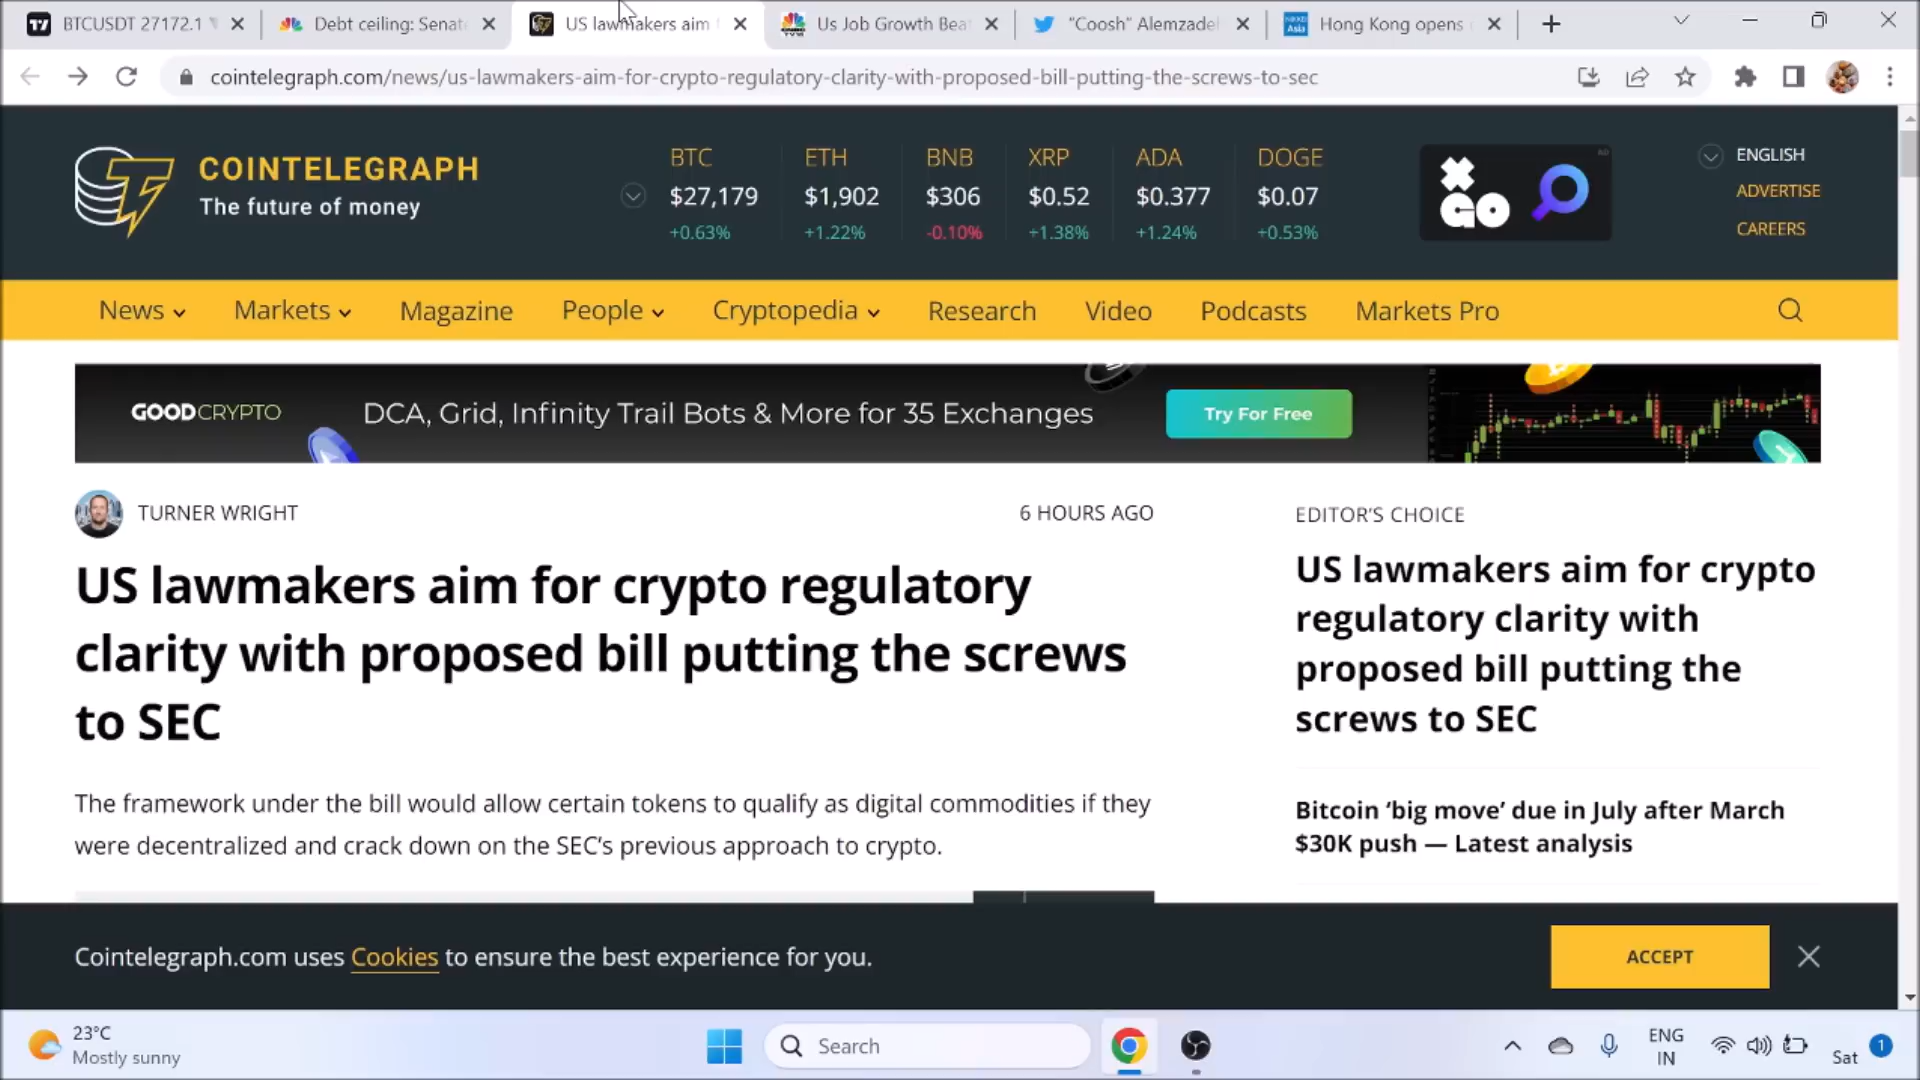 BTCUSDT 27172.1
Debt ceiling: Senat
US lawmakers aim
Us Job Growth Bea
"Coosh" Alemzade
Hong Kong opens
cointelegraph.com/news/us-lawmakers-aim-for-crypto-regulatory-clarity-with-proposed-bill-putting-the-screws-to-sec
COINTELEGRAPH
The future of money
BTC ETH BNB XRP ADA DOGE
$27,179 $1,902 $306 $0.52 $0.377 $0.07
+0.63% +1.22% -0.10% +1.38% +1.24% +0.53%
XGO
AD
ENGLISH
ADVERTISE
CAREERS
News Markets Magazine People Cryptopedia Research Video Podcasts Markets Pro
GOODCRYPTO DCA, Grid, Infinity Trail Bots & More for 35 Exchanges Try For Free
TURNER WRIGHT 6 HOURS AGO
US lawmakers aim for crypto regulatory
clarity with proposed bill putting the screws
to SEC
The framework under the bill would allow certain tokens to qualify as digital commodities if they
were decentralized and crack down on the SEC's previous approach to crypto.
EDITOR'S CHOICE
US lawmakers aim for crypto
regulatory clarity with
proposed bill putting the
screws to SEC
Bitcoin ‘big move’ due in July after March
$30K push — Latest analysis
Cointelegraph.com uses Cookies to ensure the best experience for you.
ACCEPT
23°C
Mostly sunny
Search
ENG
IN
Sat
1